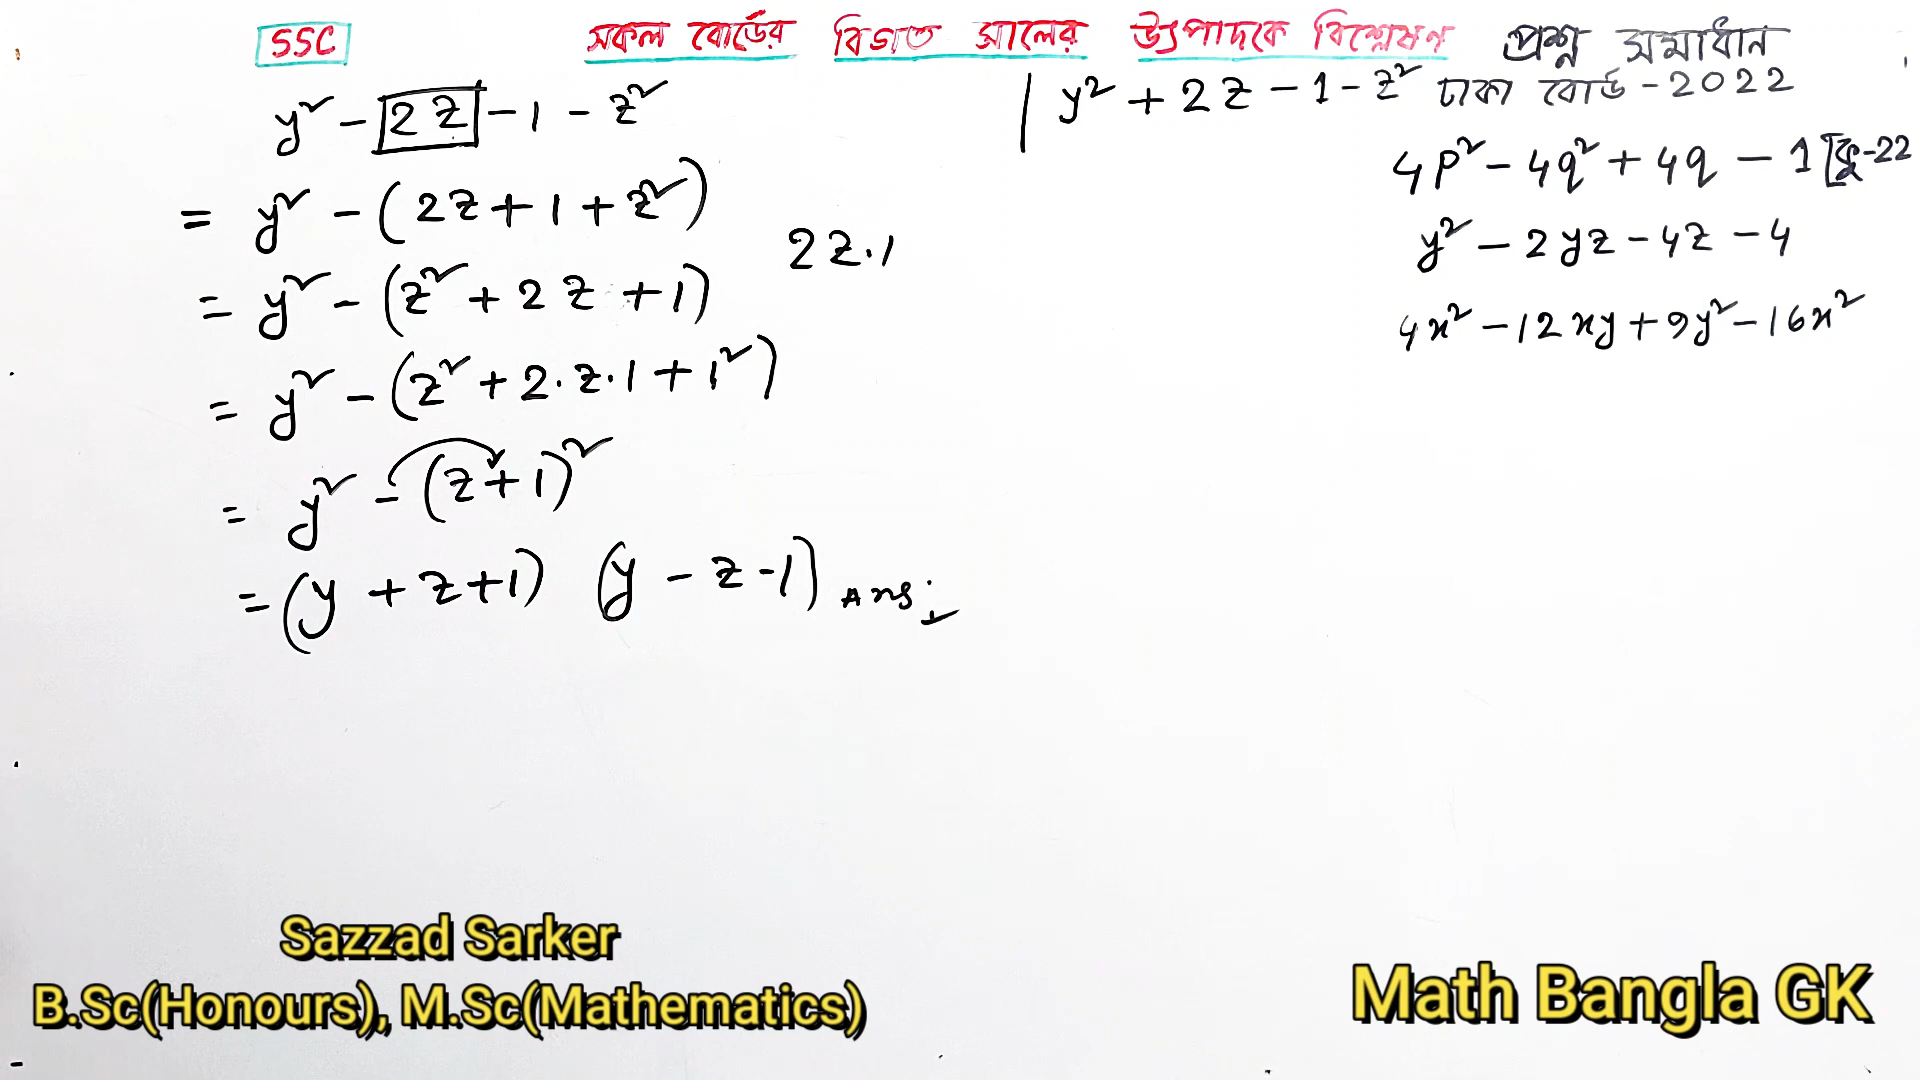 SSC
সকল বোর্ডের বিগত সালের উৎপাদকে বিশ্লেষণ প্রশ্ন সমাধান
y² - 2z - 1 - z²
= y² - (2z + 1 + z²)
2z.1
= y² - (z² + 2z + 1)
= y² - (z² + 2.z.1 + 1²)
= y² - (z + 1)²
= (y + z + 1) (y - z - 1) Ans:
y² + 2z - 1 - z² ঢাকা বোর্ড - 2022
4p² - 4q² + 4q - 1 [কু-22
y² - 2yz - 4z - 4
4x² - 12xy + 9y² - 16x²
Sazzad Sarker
B.Sc(Honours), M.Sc(Mathematics)
Math Bangla GK